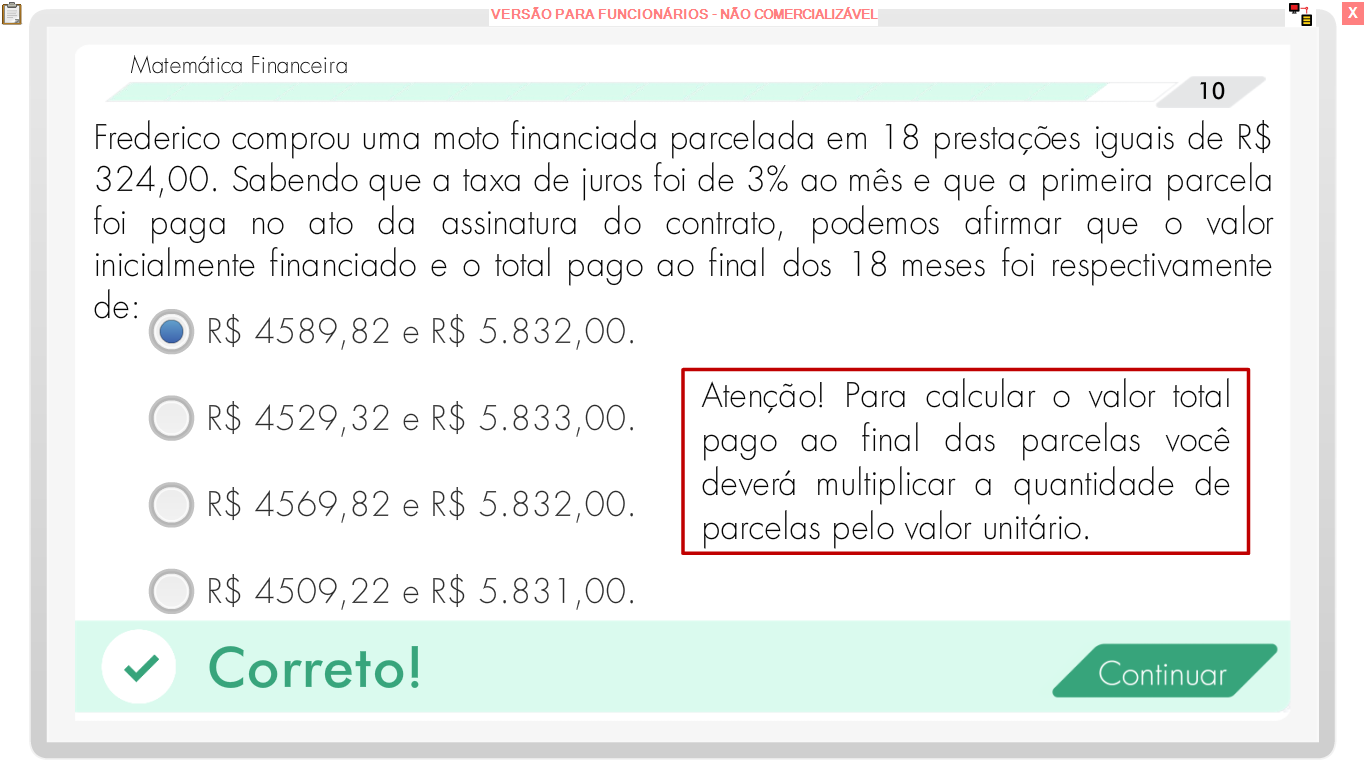 VERSÃO PARA FUNCIONÁRIOS - NÃO COMERCIALIZÁVEL
X
Matemática Financeira
10
Frederico comprou uma moto financiada parcelada em 18 prestações iguais de R$
324,00. Sabendo que a taxa de juros foi de 3% ao mês e que a primeira parcela
foi paga no ato da assinatura do contrato, podemos afirmar que o valor
inicialmente financiado e o total pago ao final dos 18 meses foi respectivamente
de:
R$ 4589,82 e R$ 5.832,00.
R$ 4529,32 e R$ 5.833,00.
R$ 4569,82 e R$ 5.832,00.
R$ 4509,22 e R$ 5.831,00.
Atenção! Para calcular o valor total
pago ao final das parcelas você
deverá multiplicar a quantidade de
parcelas pelo valor unitário.
Correto!
Continuar